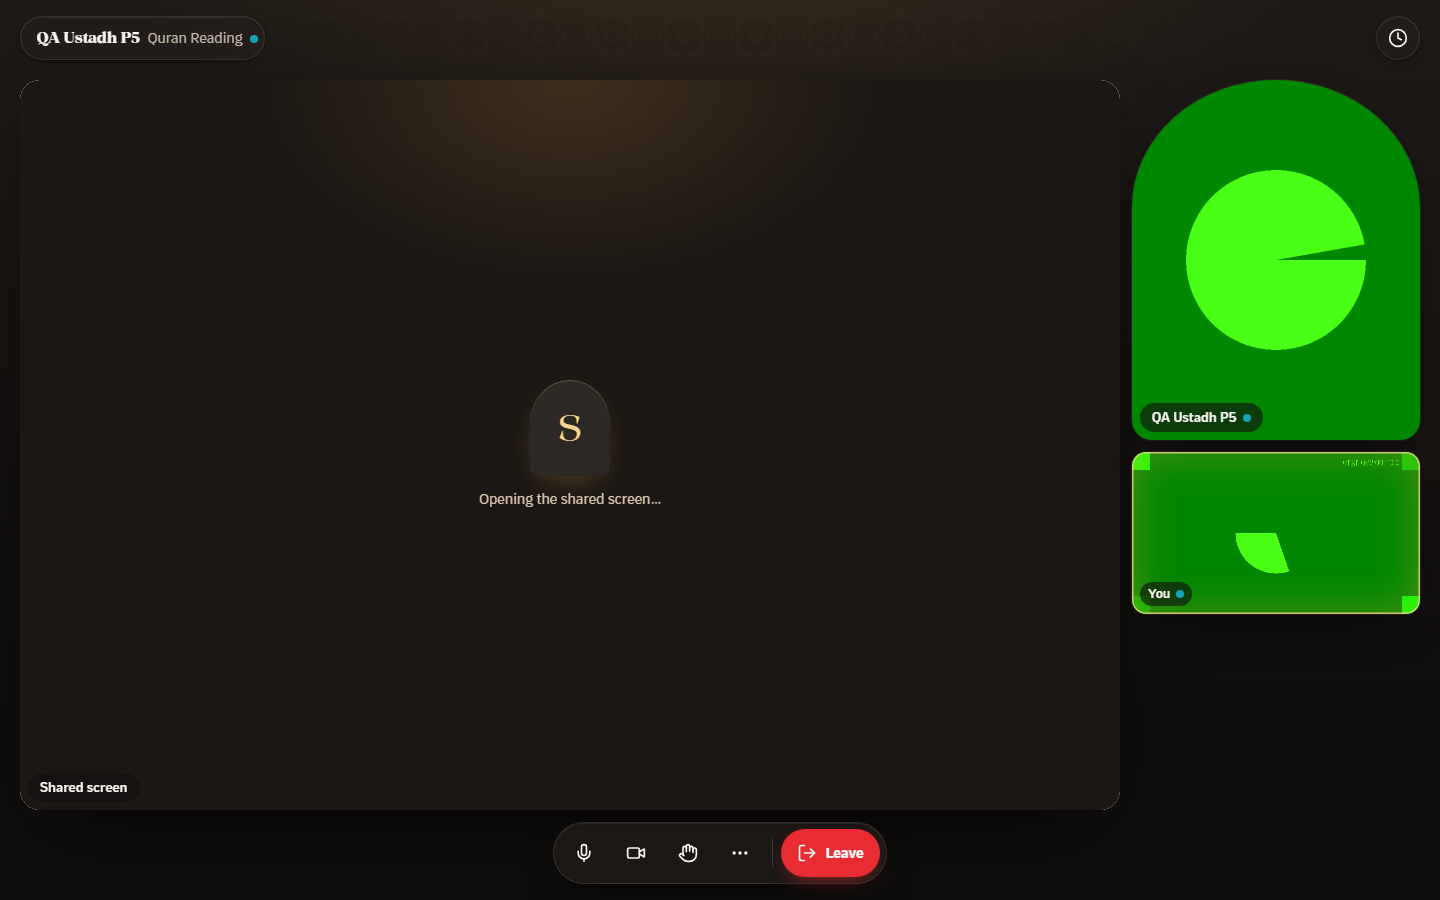 QA Ustadh P5 Quran Reading
S
Opening the shared screen...
Shared screen
QA Ustadh P5
You
Leave